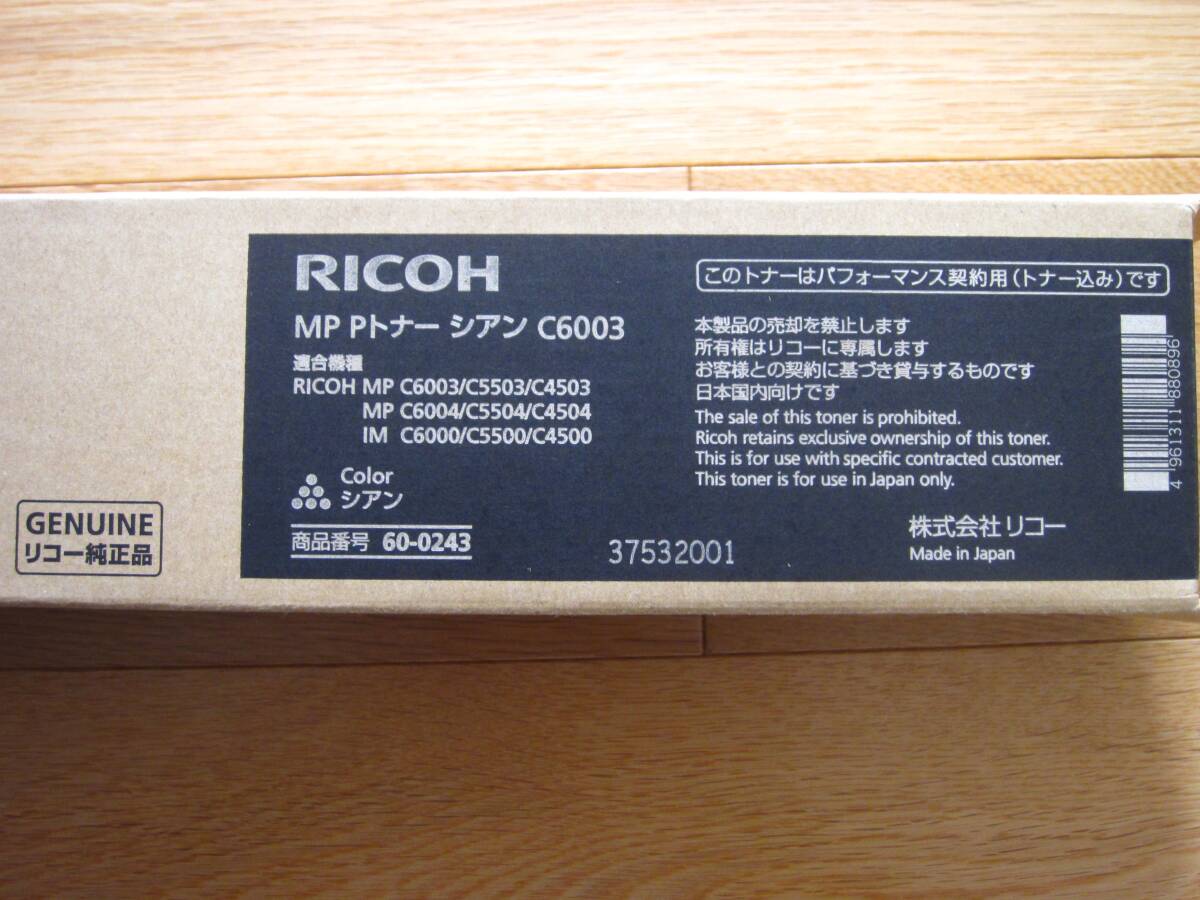 RICOH
MP Pトナー シアン C6003
適合機種
RICOH MP C6003/C5503/C4503
MP C6004/C5504/C4504
IM C6000/C5500/C4500
Color
シアン
商品番号 60-0243
37532001
このトナーはパフォーマンス契約用(トナー込み)です
本製品の売却を禁止します
所有権はリコーに専属します
お客様との契約に基づき貸与するものです
日本国内向けです
The sale of this toner is prohibited.
Ricoh retains exclusive ownership of this toner.
This is for use with specific contracted customer.
This toner is for use in Japan only.
株式会社リコー
Made in Japan
4 961311 880896
GENUINE
リコー純正品